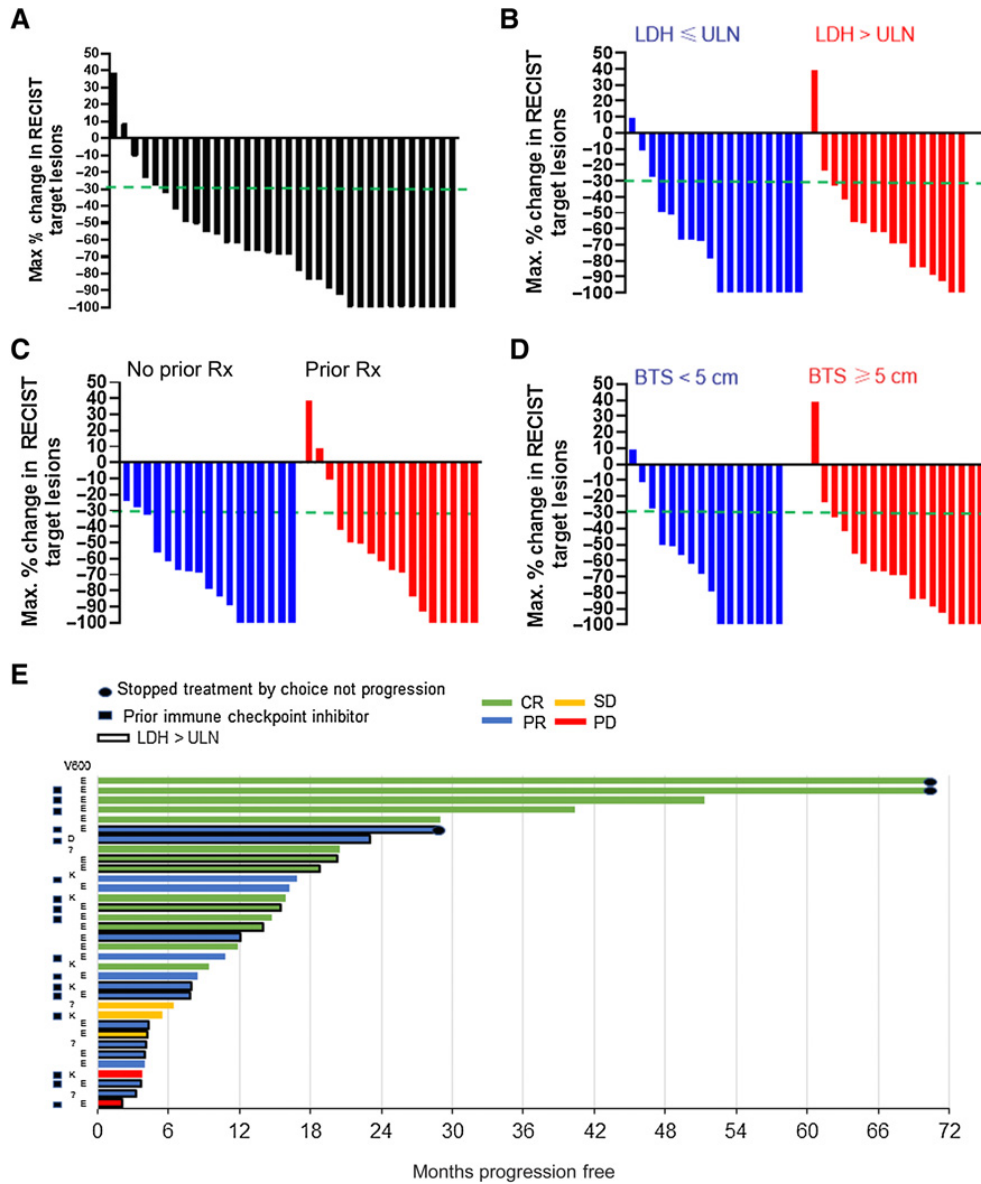 A
50
40
30
20
10
0
-10
-20
-30
-40
-50
-60
-70
-80
-90
-100
Max % change in RECIST
target lesions
B
LDH ⩽ ULN LDH > ULN
50
40
30
20
10
0
-10
-20
-30
-40
-50
-60
-70
-80
-90
-100
Max. % change in RECIST
target lesions
C
No prior Rx Prior Rx
50
40
30
20
10
0
-10
-20
-30
-40
-50
-60
-70
-80
-90
-100
Max. % change in RECIST
target lesions
D
BTS < 5 cm BTS ⩾ 5 cm
50
40
30
20
10
0
-10
-20
-30
-40
-50
-60
-70
-80
-90
-100
Max. % change in RECIST
target lesions
E
Stopped treatment by choice not progression
Prior immune checkpoint inhibitor
LDH > ULN
CR SD
PR PD
V600
E
E
E
E
E
E
D
?
E
E
K
E
K
E
E
E
E
E
E
K
E
K
E
?
K
E
E
?
E
E
K
E
?
E
0 6 12 18 24 30 36 42 48 54 60 66 72
Months progression free